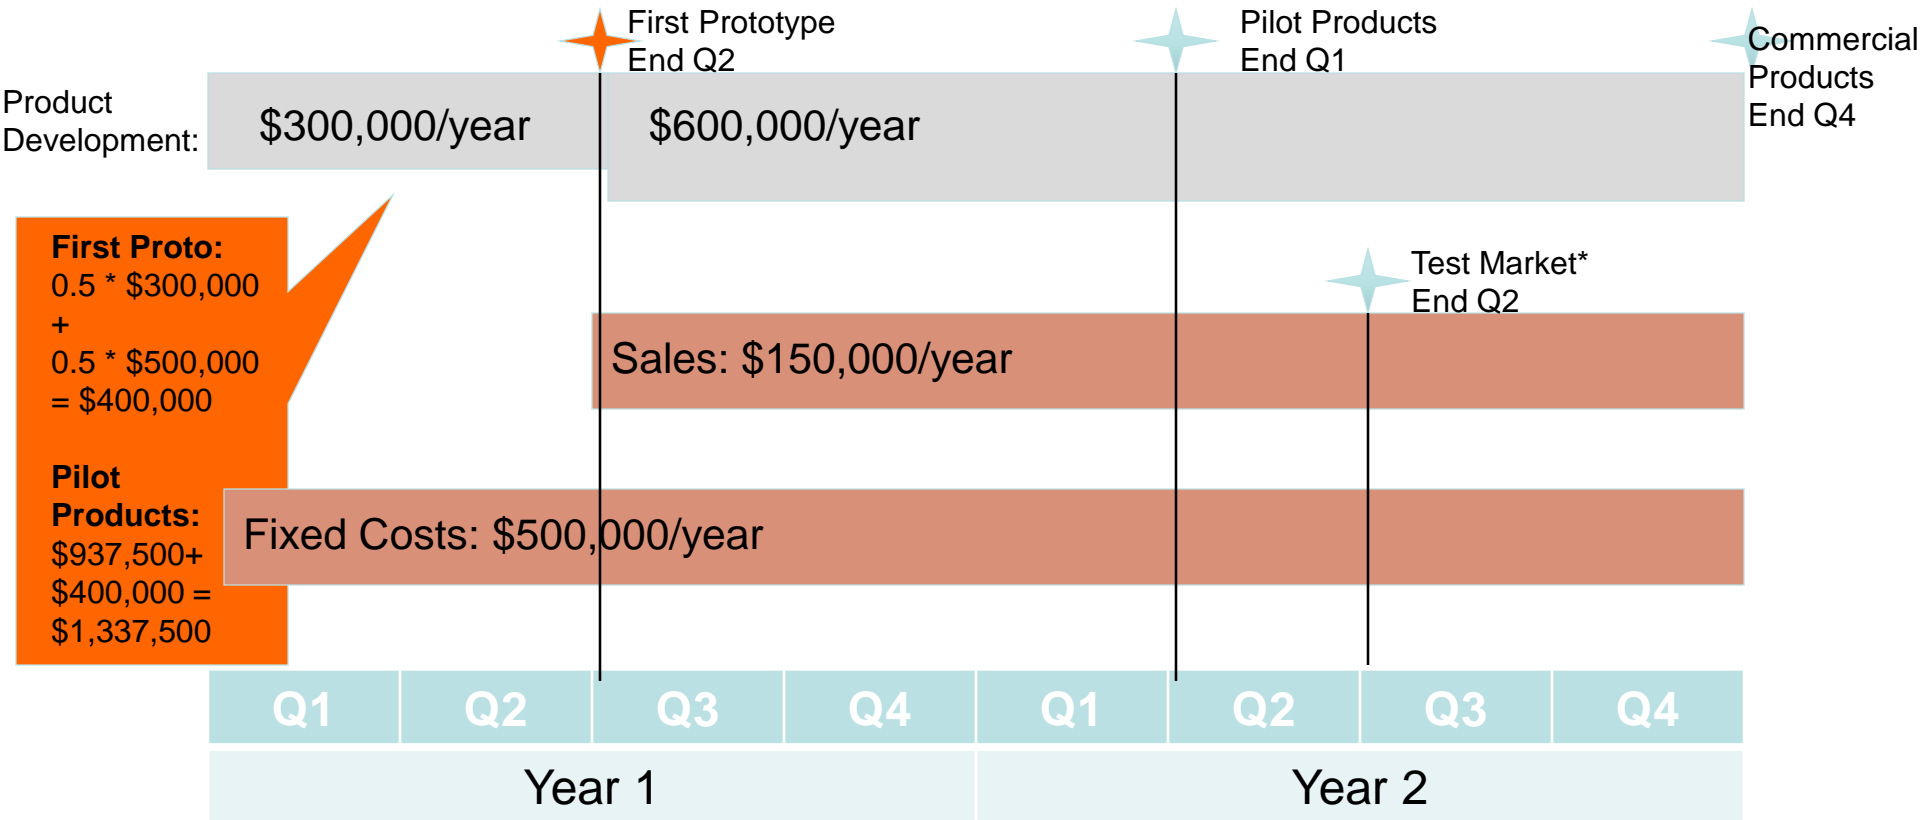 First Prototype
End Q2
Pilot Products
End Q1
Commercial
Products
End Q4
Product
Development:
$300,000/year
$600,000/year
First Proto:
0.5 * $300,000
+
0.5 * $500,000
= $400,000
Pilot
Products:
$937,500+
$400,000 =
$1,337,500
Test Market*
End Q2
Sales: $150,000/year
Fixed Costs: $500,000/year
Q1 Q2 Q3 Q4 Q1 Q2 Q3 Q4
Year 1 Year 2